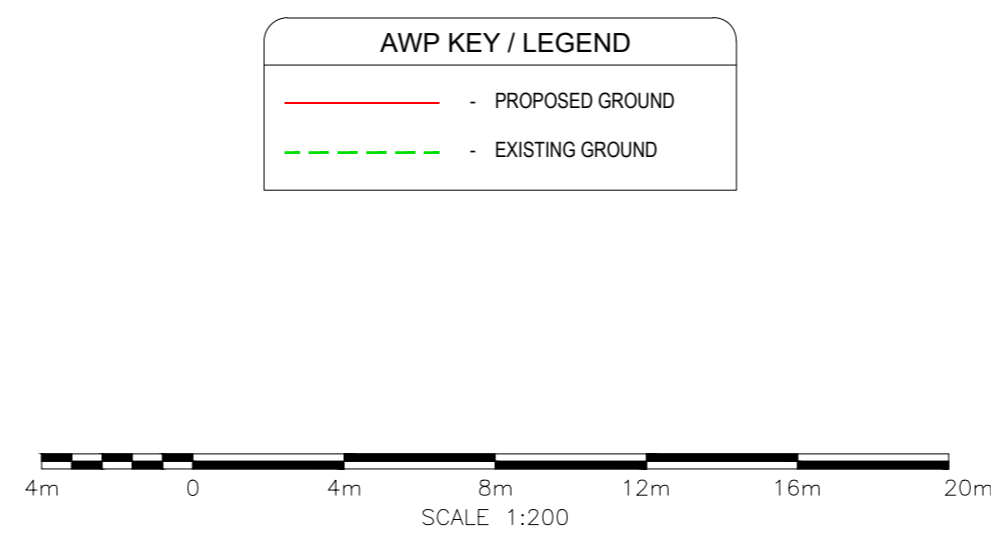 AWP KEY / LEGEND
- PROPOSED GROUND
- EXISTING GROUND
4m 0 4m 8m 12m 16m 20m
SCALE 1:200